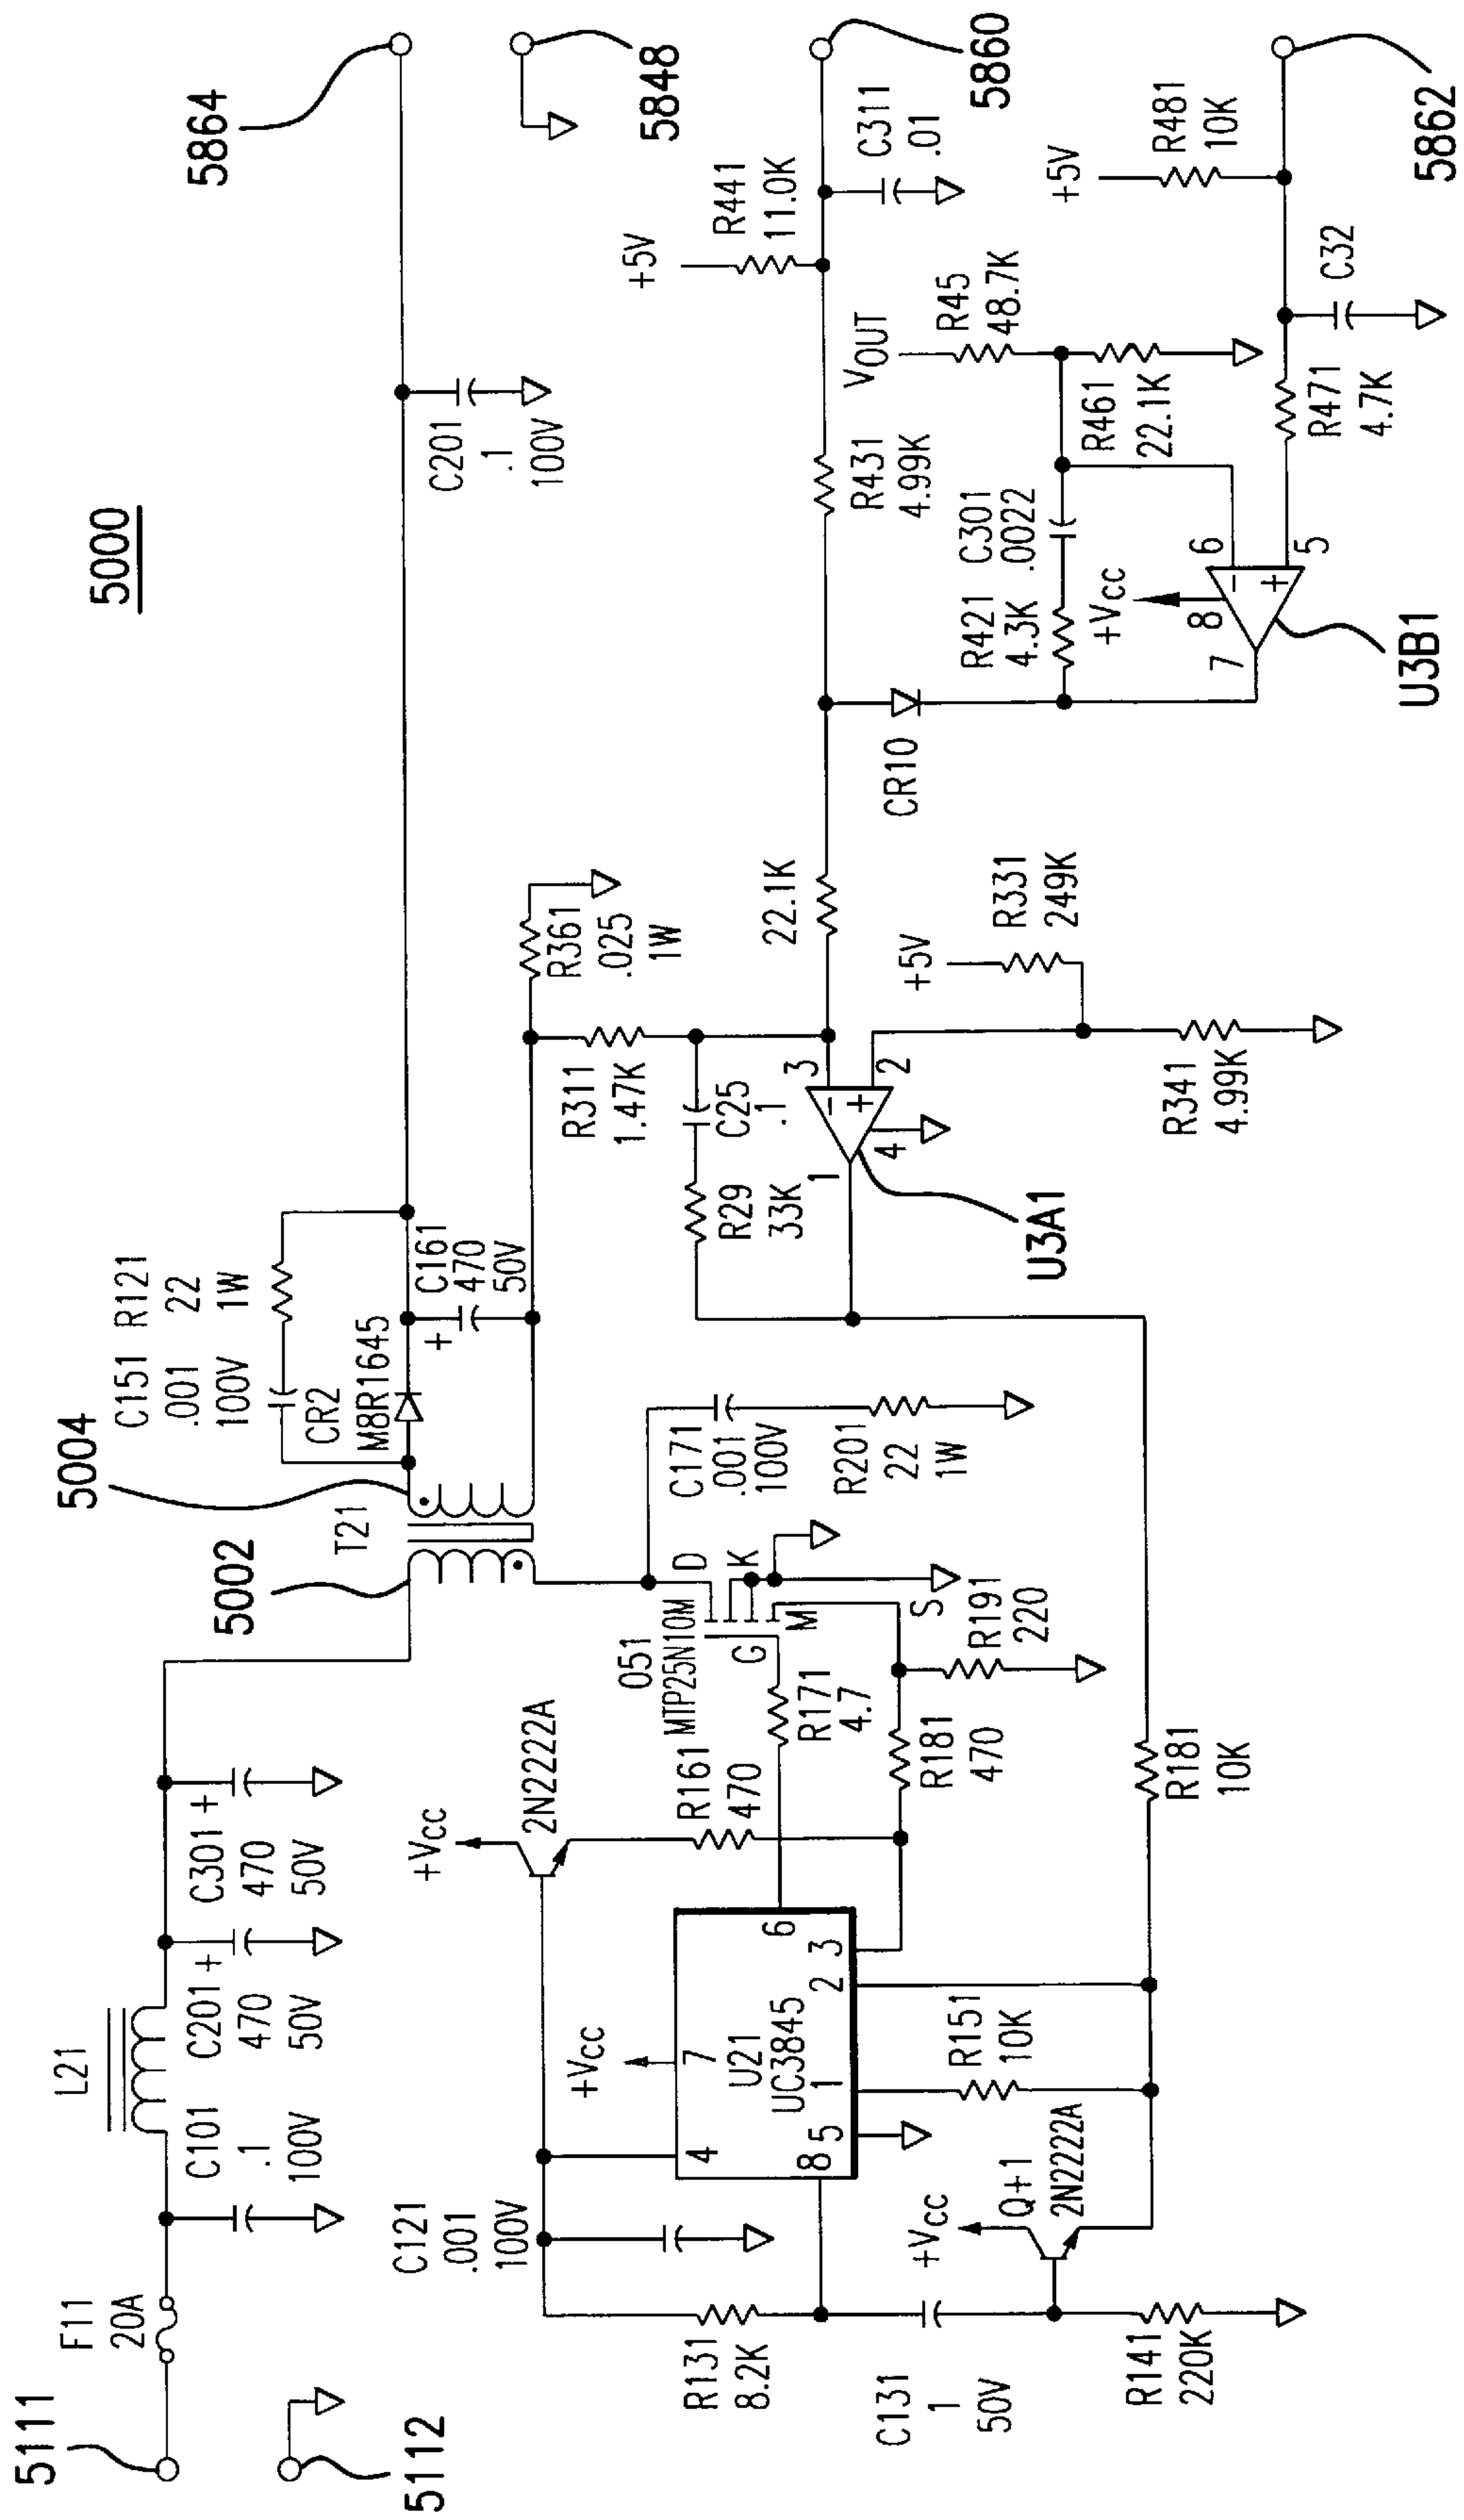 5000
5111
F11
20A
L21
C101
.1
100V
C201 +
470
50V
C301 +
470
50V
5112
5002
5004
T21
C151
.001
100V
R121
22
1W
CR2
M8R1645
+
C161
470
50V
C201
.1
100V
5864
5848
C121
.001
100V
+VCC
2N2222A
R161
470
O51
MTP25N10M
D
K
G
M
S
C171
.001
100V
R201
22
1W
R311
1.47K
R361
.025
1W
+VCC
7
4
U21
UC3845
6
8
5
1
2
3
R171
4.7
R181
470
R191
220
R131
8.2K
C131
1
50V
R141
220K
+VCC
Q+1
2N2222A
R151
10K
R181
10K
R29
33K
C25
.1
1
4
3
2
-
+
U3A1
22.1K
+5V
R331
249K
R341
4.99K
CR10
R431
4.99K
+5V
R441
11.0K
C311
.01
5860
VOUT
R45
48.7K
R421
4.3K
C301
.0022
R461
22.1K
+VCC
8
7
6
5
-
+
U3B1
R471
4.7K
C32
+5V
R481
10K
5862